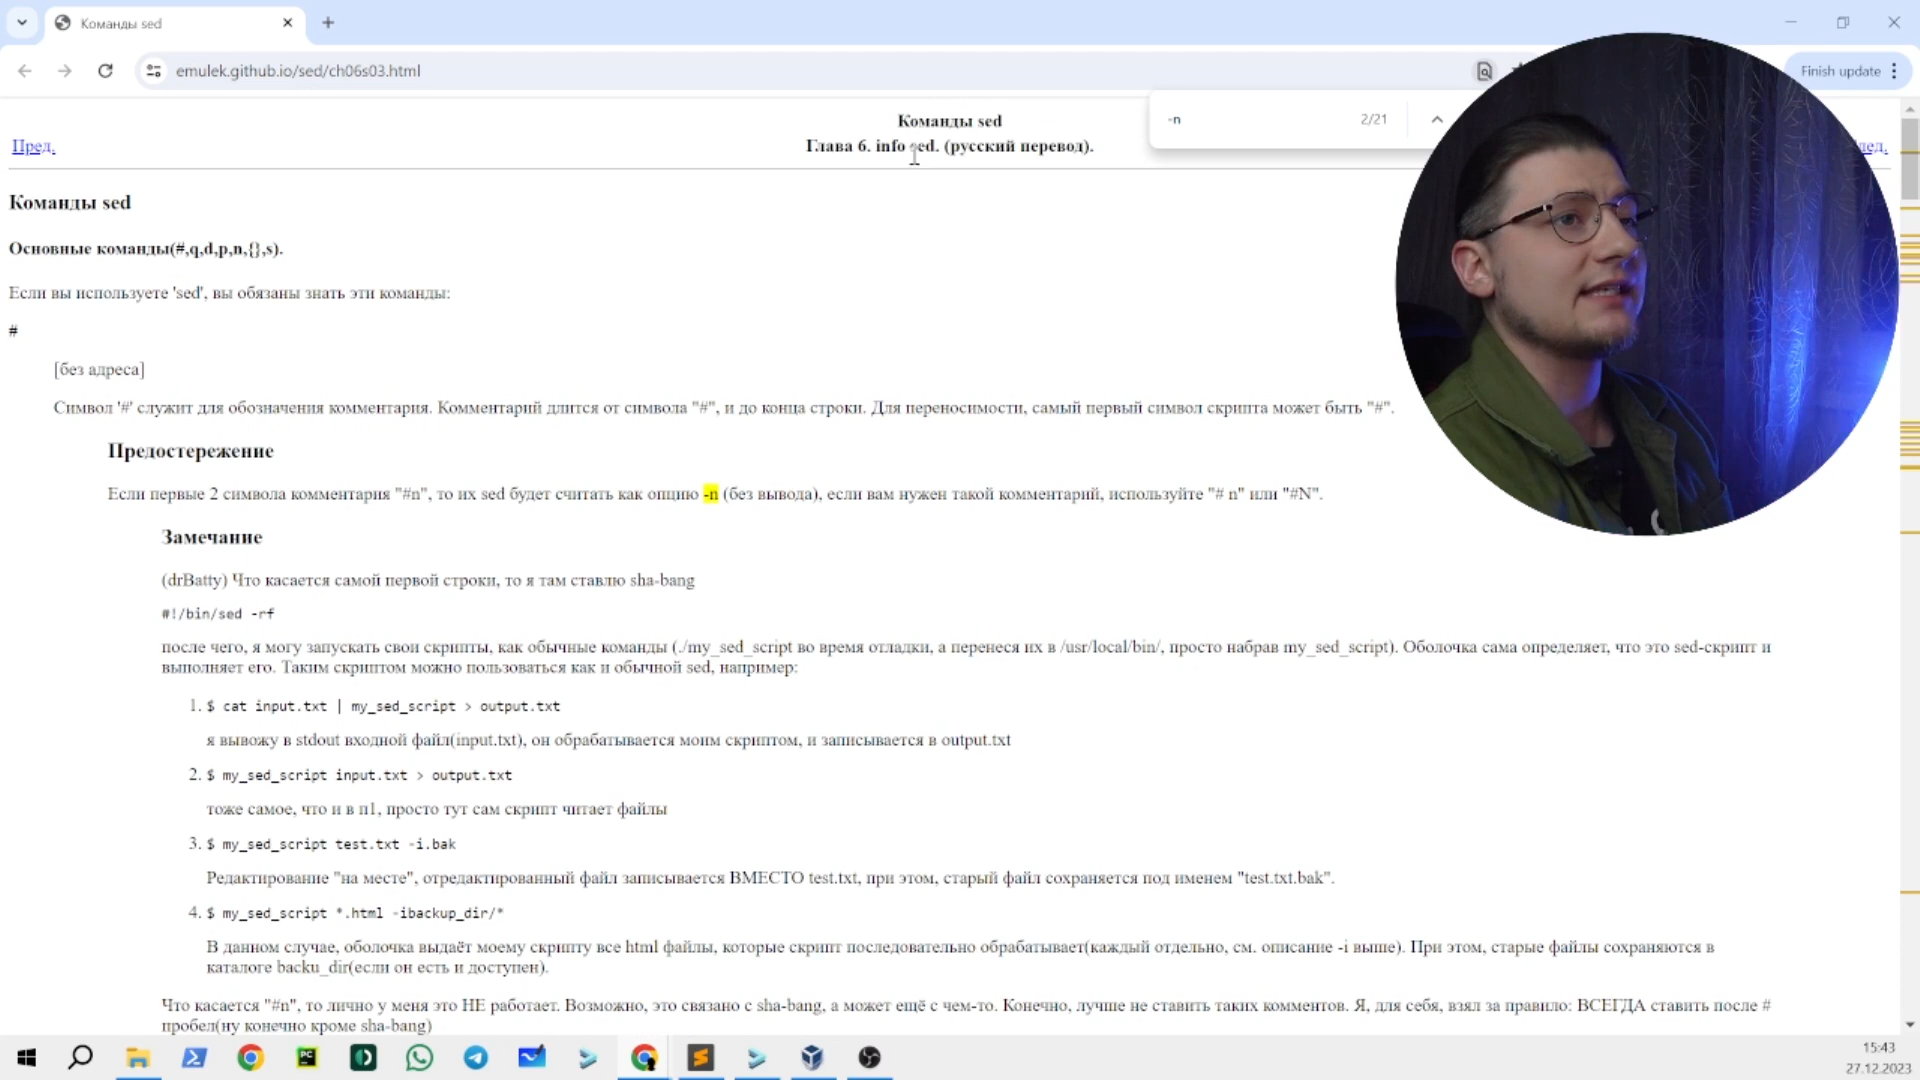 Команды sed
emulek.github.io/sed/ch06s03.html
Finish update
-n
2/21
Команды sed
Пред.
Глава 6. info sed. (русский перевод).
лед.
Команды sed
Основные команды(#,q,d,p,n,{},s).
Если вы используете 'sed', вы обязаны знать эти команды:
#
[без адреса]
Символ '#' служит для обозначения комментария. Комментарий длится от символа "#", и до конца строки. Для переносимости, самый первый символ скрипта может быть "#".
Предостережение
Если первые 2 символа комментария "#n", то их sed будет считать как опцию -n (без вывода), если вам нужен такой комментарий, используйте "# n" или "#N".
Замечание
(drBatty) Что касается самой первой строки, то я там ставлю sha-bang
#!/bin/sed -rf
после чего, я могу запускать свои скрипты, как обычные команды (./my_sed_script во время отладки, а перенеся их в /usr/local/bin/, просто набрав my_sed_script). Оболочка сама определяет, что это sed-скрипт и
выполняет его. Таким скриптом можно пользоваться как и обычной sed, например:
1. $ cat input.txt | my_sed_script > output.txt
я вывожу в stdout входной файл(input.txt), он обрабатывается моим скриптом, и записывается в output.txt
2. $ my_sed_script input.txt > output.txt
тоже самое, что и в п1, просто тут сам скрипт читает файлы
3. $ my_sed_script test.txt -i.bak
Редактирование "на месте", отредактированный файл записывается ВМЕСТО test.txt, при этом, старый файл сохраняется под именем "test.txt.bak".
4. $ my_sed_script *.html -ibackup_dir/*
В данном случае, оболочка выдаёт моему скрипту все html файлы, которые скрипт последовательно обрабатывает(каждый отдельно, см. описание -i выше). При этом, старые файлы сохраняются в
каталоге backu_dir(если он есть и доступен).
Что касается "#n", то лично у меня это НЕ работает. Возможно, это связано с sha-bang, а может ещё с чем-то. Конечно, лучше не ставить таких комментов. Я, для себя, взял за правило: ВСЕГДА ставить после #
пробел(ну конечно кроме sha-bang)
15:43
27.12.2023